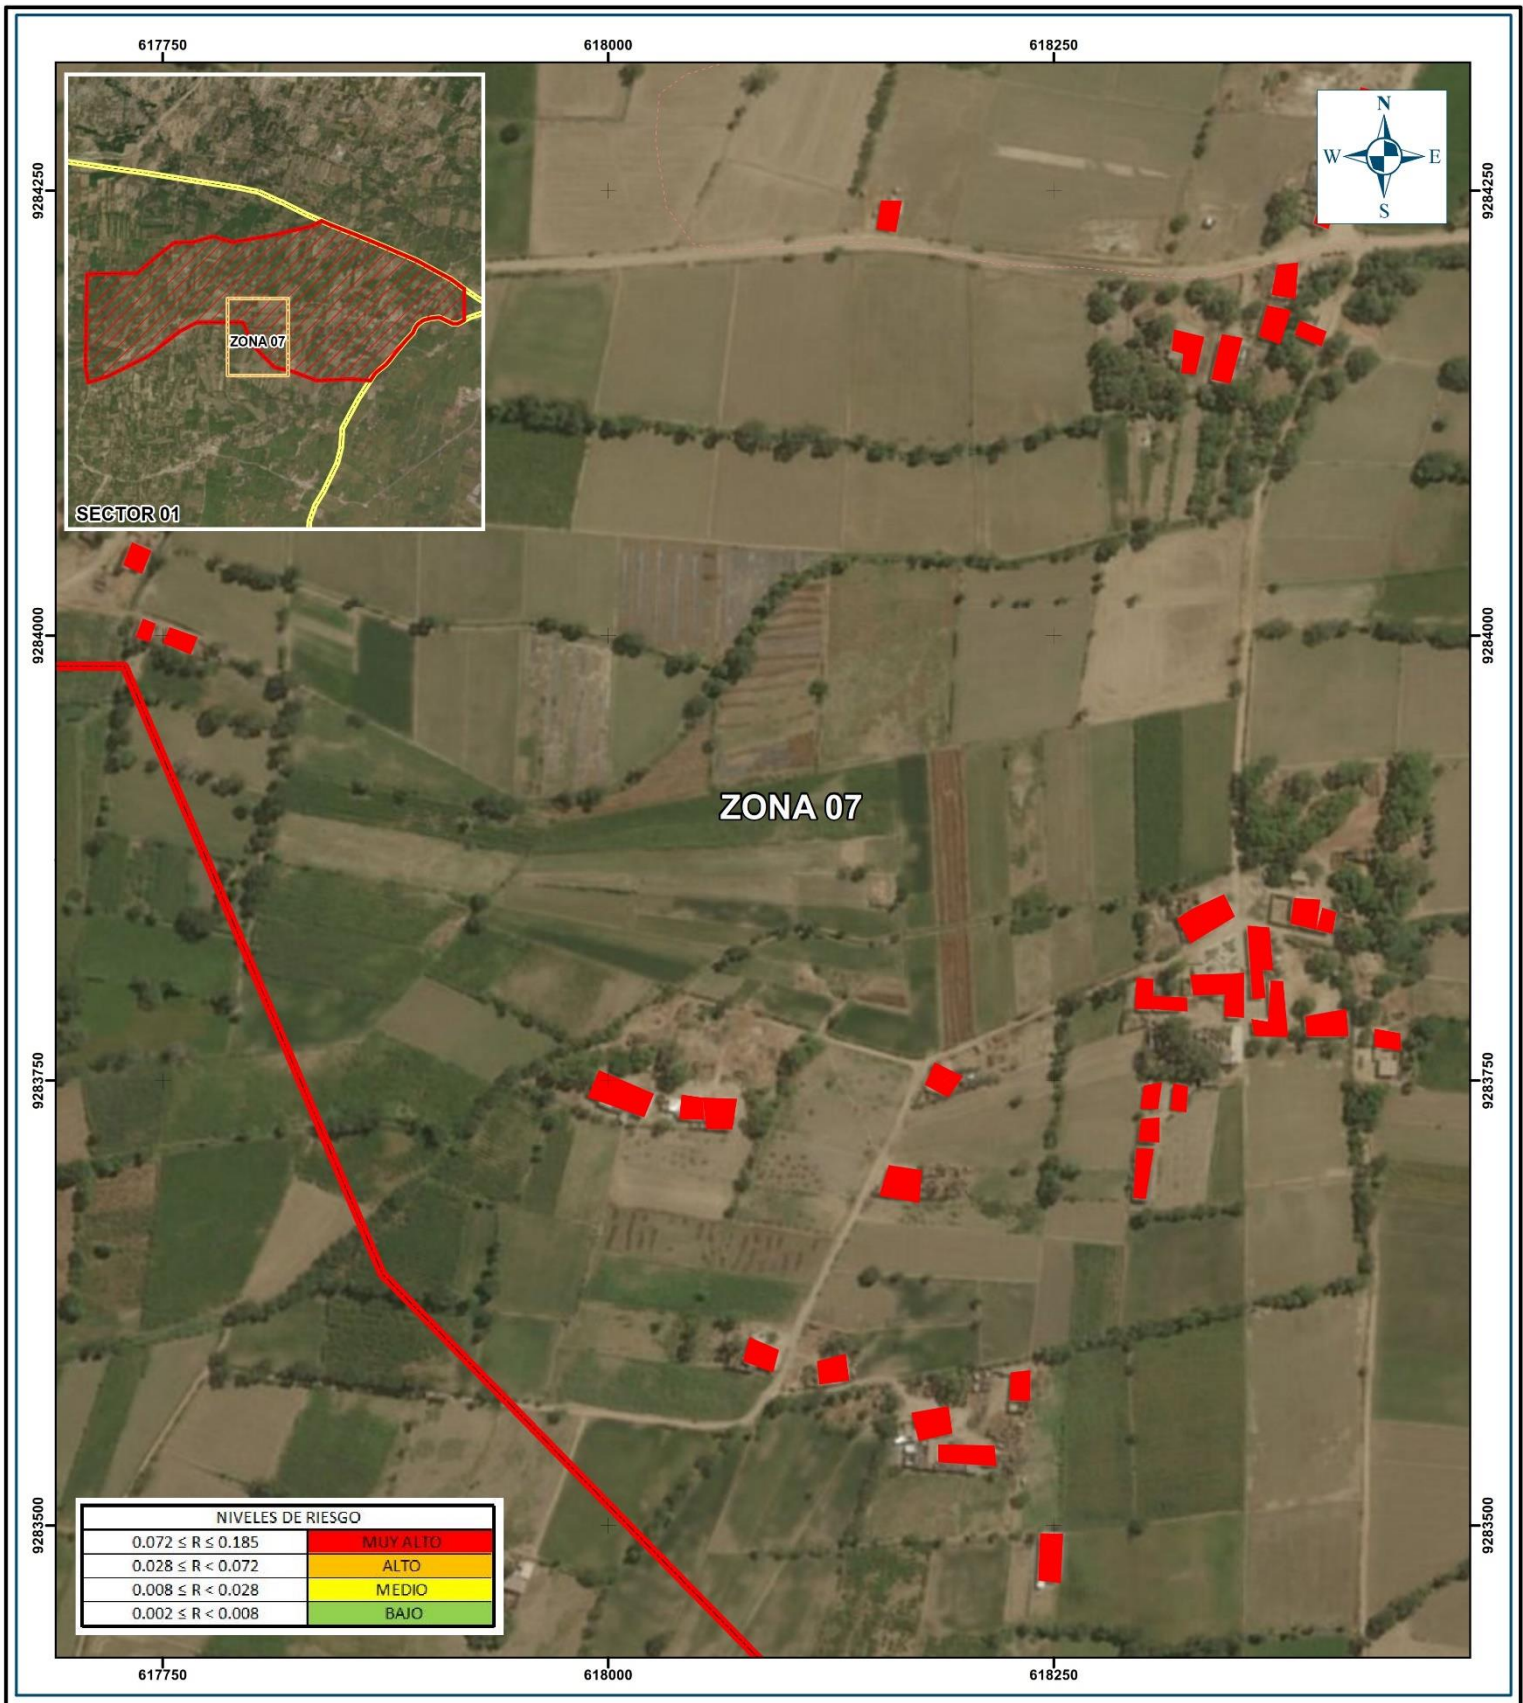 617750 618000 618250
N
W E
S
9284250 9284250
ZONA 07
SECTOR 01
9284000 9284000
ZONA 07
9283750 9283750
9283500 9283500
NIVELES DE RIESGO
0.072 ≤ R ≤ 0.185 MUY ALTO
0.028 ≤ R < 0.072 ALTO
0.008 ≤ R < 0.028 MEDIO
0.002 ≤ R < 0.008 BAJO
617750 618000 618250